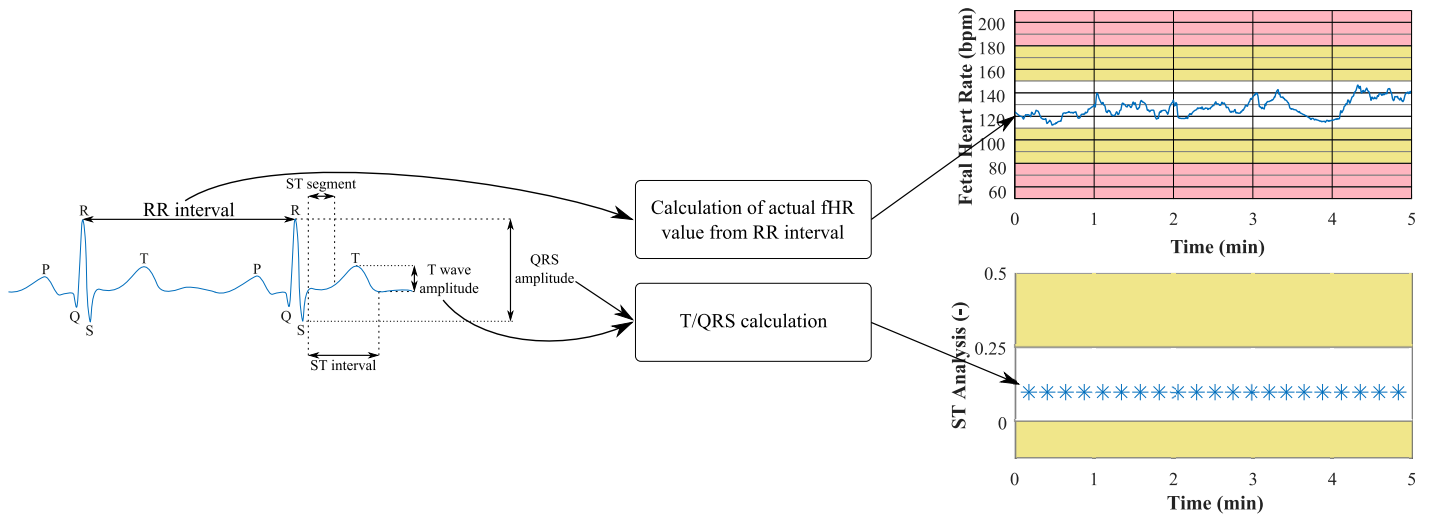 ST segment
R
RR interval
R
P
T
P
T
Q
S
Q
S
T wave
amplitude
QRS
amplitude
ST interval
Calculation of actual fHR
value from RR interval
T/QRS calculation
Fetal Heart Rate (bpm)
200
180
160
140
120
100
80
60
0 1 2 3 4 5
Time (min)
ST Analysis (-)
0.5
0.25
0
0 1 2 3 4 5
Time (min)